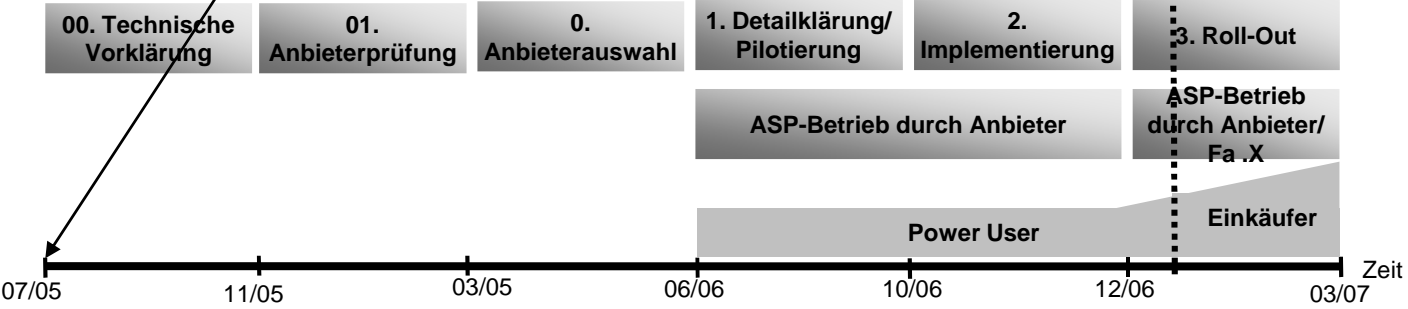 00. Technische
Vorklärung
01.
Anbieterprüfung
0.
Anbieterauswahl
1. Detailklärung/
Pilotierung
2.
Implementierung
3. Roll-Out
ASP-Betrieb durch Anbieter
ASP-Betrieb
durch Anbieter/
Fa .X
Power User
Einkäufer
Zeit
07/05
11/05
03/05
06/06
10/06
12/06
03/07